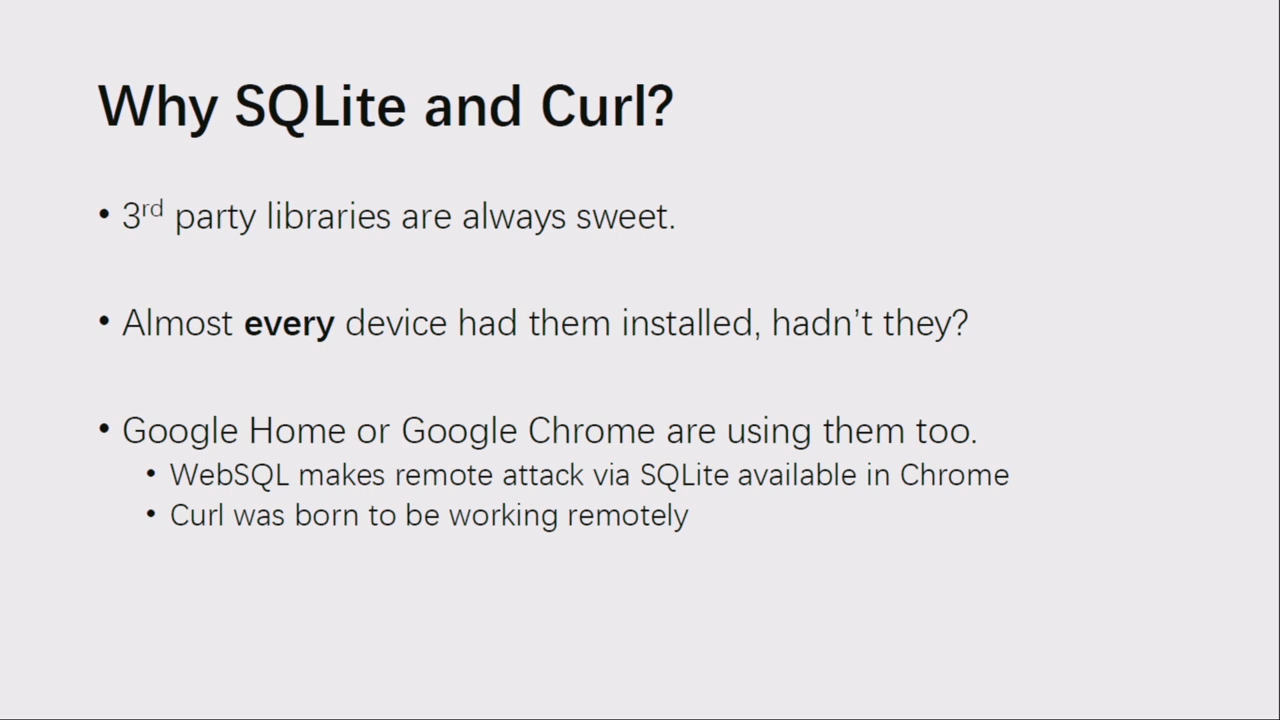 Why SQLite and Curl?
• 3rd party libraries are always sweet.
• Almost every device had them installed, hadn’t they?
• Google Home or Google Chrome are using them too.
• WebSQL makes remote attack via SQLite available in Chrome
• Curl was born to be working remotely